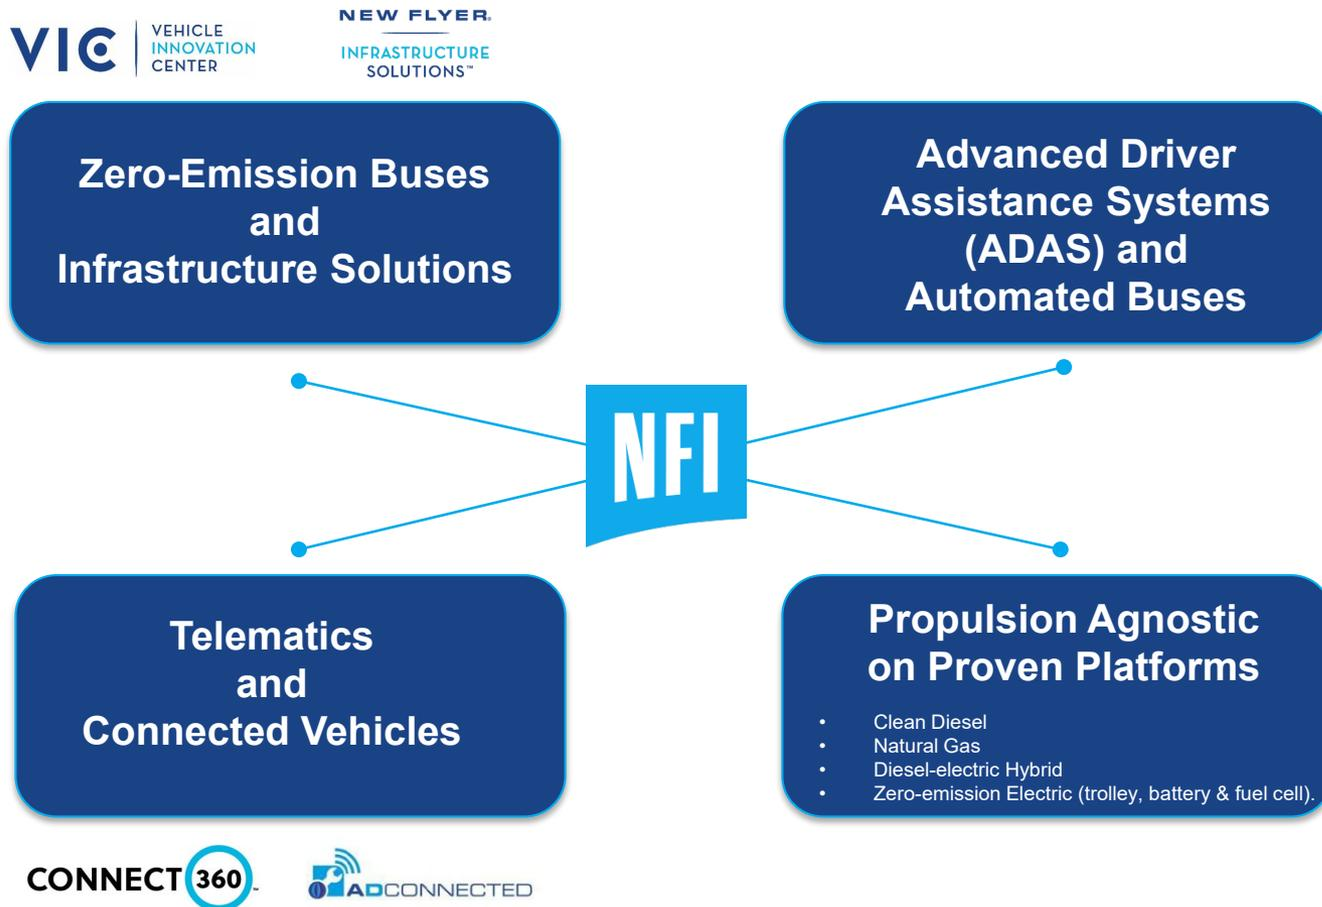 VIC
VEHICLE
INNOVATION
CENTER
NEW FLYER®
INFRASTRUCTURE
SOLUTIONS™
Zero-Emission Buses
and
Infrastructure Solutions
Advanced Driver
Assistance Systems
(ADAS) and
Automated Buses
NFI
Telematics
and
Connected Vehicles
Propulsion Agnostic
on Proven Platforms
• Clean Diesel
• Natural Gas
• Diesel-electric Hybrid
• Zero-emission Electric (trolley, battery & fuel cell).
CONNECT 360™
ADCONNECTED